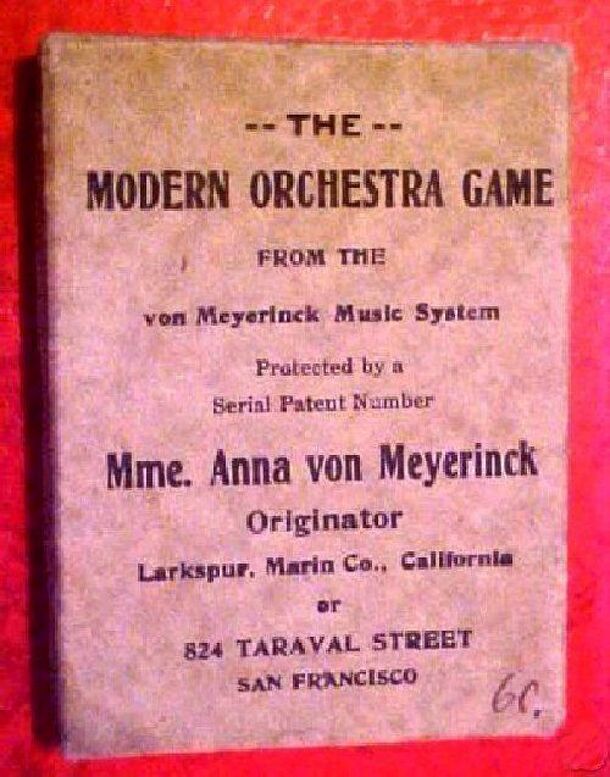 -- THE --
MODERN ORCHESTRA GAME
FROM THE
von Meyerinck Music System
Protected by a
Serial Patent Number
Mme. Anna von Meyerinck
Originator
Larkspur, Marin Co., California
or
824 TARAVAL STREET
SAN FRANCISCO